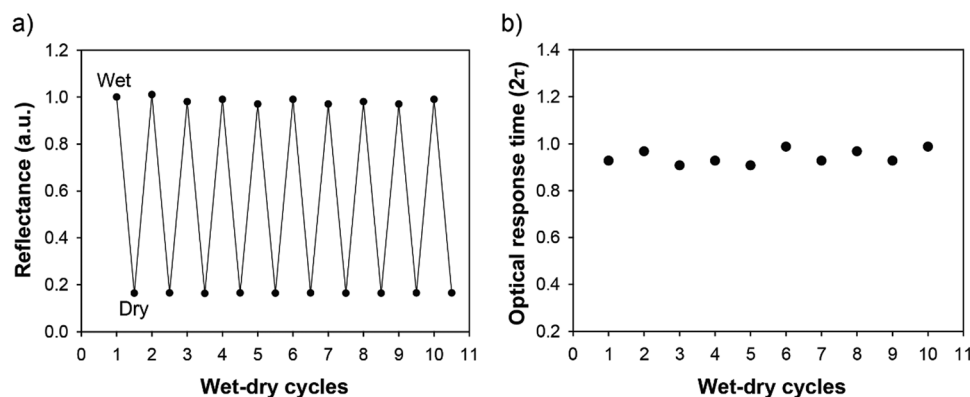 a)
1.2
1.0
0.8
0.6
0.4
0.2
0.0
Reflectance (a.u.)
Wet
Dry
0 1 2 3 4 5 6 7 8 9 10 11
Wet-dry cycles
b)
1.4
1.2
1.0
0.8
0.6
0.4
0.2
Optical response time (2τ)
0 1 2 3 4 5 6 7 8 9 10 11
Wet-dry cycles